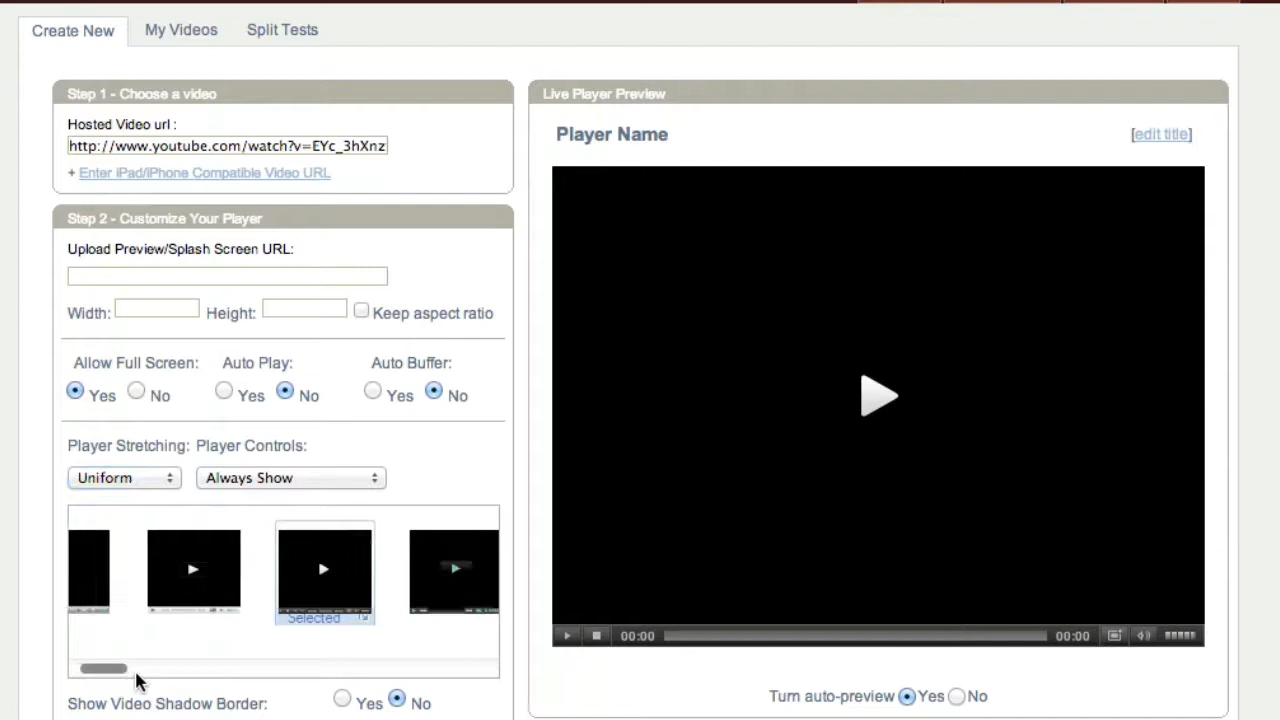 Create New My Videos Split Tests
Step 1 - Choose a video
Hosted Video url :
http://www.youtube.com/watch?v=EYc_3hXnz
+ Enter iPad/iPhone Compatible Video URL
Step 2 - Customize Your Player
Upload Preview/Splash Screen URL:
Width: Height: Keep aspect ratio
Allow Full Screen: Auto Play: Auto Buffer:
Yes No Yes No Yes No
Player Stretching: Player Controls:
Uniform Always Show
Selected
Show Video Shadow Border: Yes No
Live Player Preview
Player Name [edit title]
00:00 00:00
Turn auto-preview Yes No